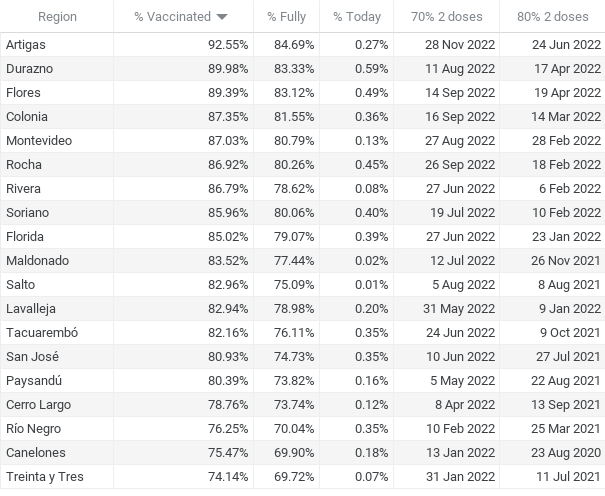 Region % Vaccinated % Fully % Today 70% 2 doses 80% 2 doses
Artigas 92.55% 84.69% 0.27% 28 Nov 2022 24 Jun 2022
Durazno 89.98% 83.33% 0.59% 11 Aug 2022 17 Apr 2022
Flores 89.39% 83.12% 0.49% 14 Sep 2022 19 Apr 2022
Colonia 87.35% 81.55% 0.36% 16 Sep 2022 14 Mar 2022
Montevideo 87.03% 80.79% 0.13% 27 Aug 2022 28 Feb 2022
Rocha 86.92% 80.26% 0.45% 26 Sep 2022 18 Feb 2022
Rivera 86.79% 78.62% 0.08% 27 Jun 2022 6 Feb 2022
Soriano 85.96% 80.06% 0.40% 19 Jul 2022 10 Feb 2022
Florida 85.02% 79.07% 0.39% 27 Jun 2022 23 Jan 2022
Maldonado 83.52% 77.44% 0.02% 12 Jul 2022 26 Nov 2021
Salto 82.96% 75.09% 0.01% 5 Aug 2022 8 Aug 2021
Lavalleja 82.94% 78.98% 0.20% 31 May 2022 9 Jan 2022
Tacuarembó 82.16% 76.11% 0.35% 24 Jun 2022 9 Oct 2021
San José 80.93% 74.73% 0.35% 10 Jun 2022 27 Jul 2021
Paysandú 80.39% 73.82% 0.16% 5 May 2022 22 Aug 2021
Cerro Largo 78.76% 73.74% 0.12% 8 Apr 2022 13 Sep 2021
Río Negro 76.25% 70.04% 0.35% 10 Feb 2022 25 Mar 2021
Canelones 75.47% 69.90% 0.18% 13 Jan 2022 23 Aug 2020
Treinta y Tres 74.14% 69.72% 0.07% 31 Jan 2022 11 Jul 2021